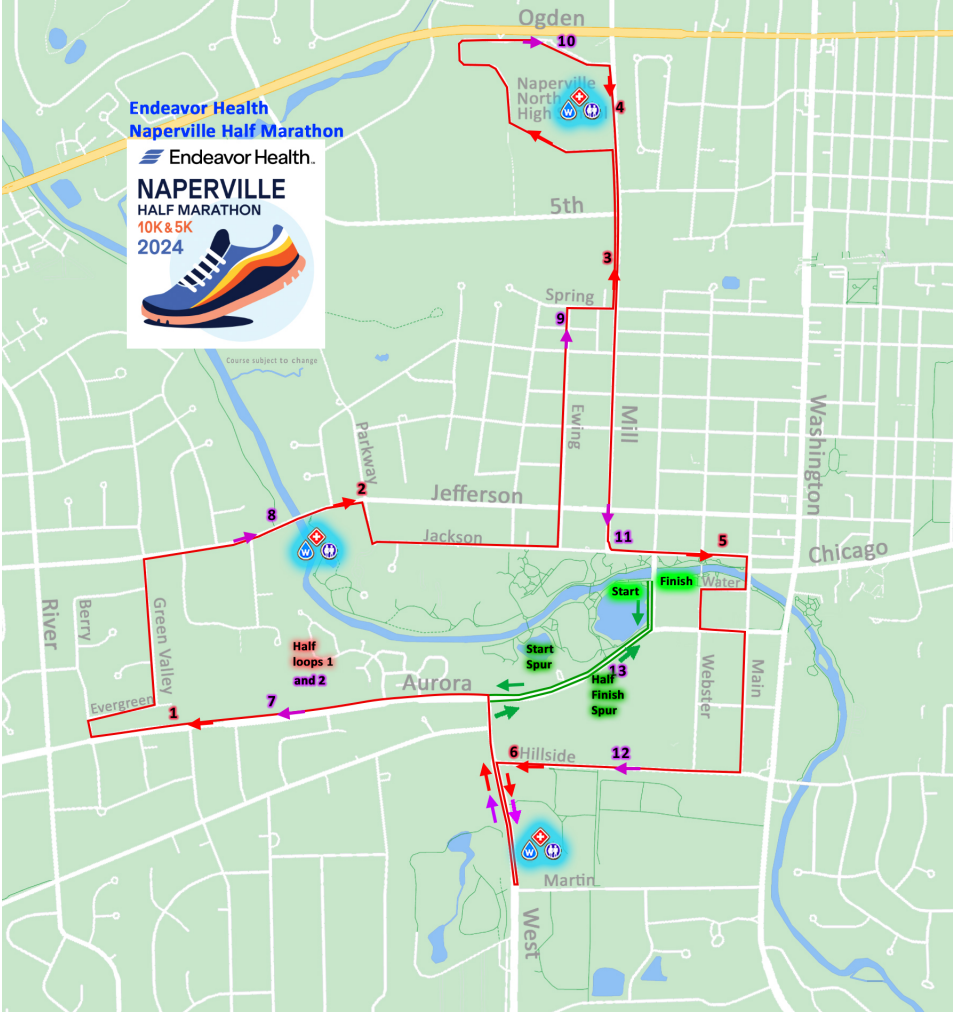 Ogden
10
Endeavor Health
Naperville Half Marathon
Naperville
North
High
4
W
Endeavor Health™
NAPERVILLE
HALF MARATHON
10K & 5K
2024
5th
3
Spring
9
Course subject to change
Parkway
Ewing
Mill
Washington
2
Jefferson
8
Jackson
11
5
Chicago
W
Start
Finish
Water
River
Berry
Green Valley
Half
loops 1
and 2
Start
Spur
13
Half
Finish
Spur
Webster
Main
Aurora
Evergreen
1
7
6
Hillside
12
W
Martin
West